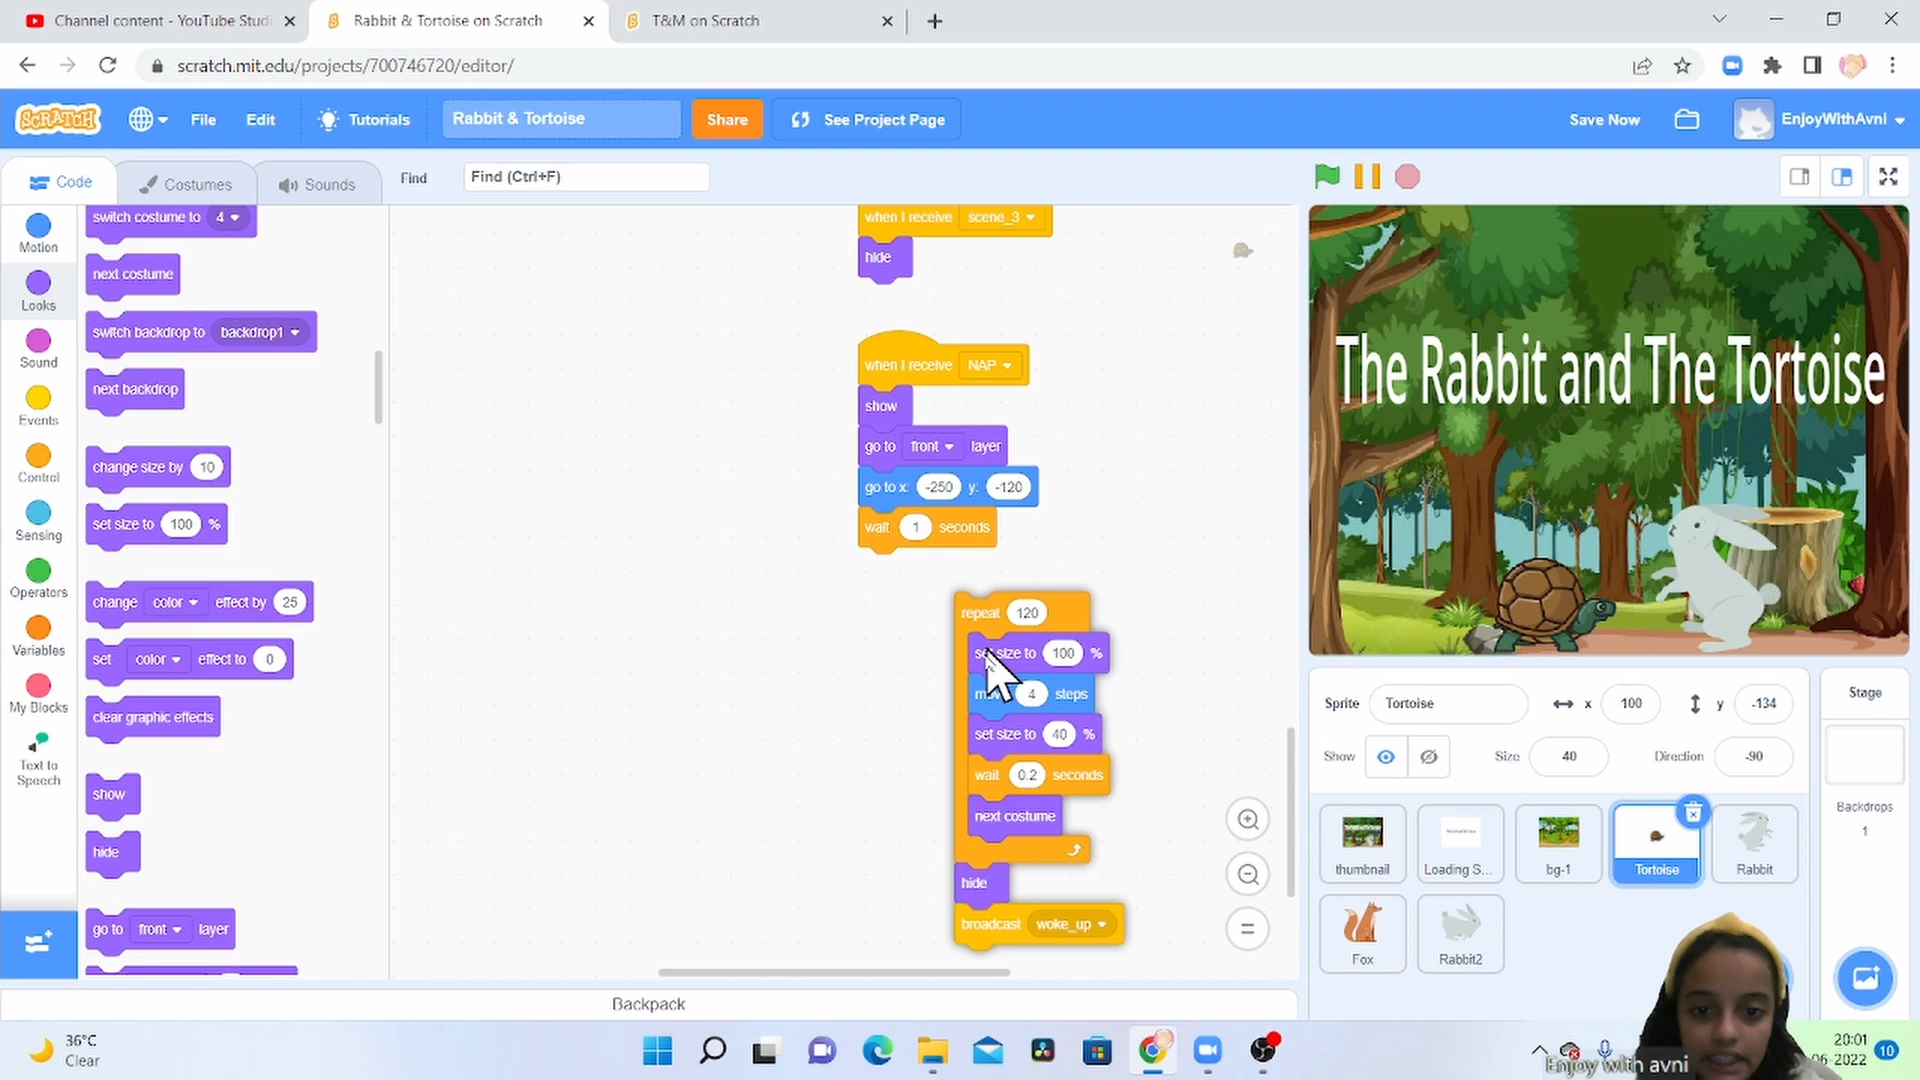 Channel content - YouTube Studi
Rabbit & Tortoise on Scratch
T&M on Scratch
scratch.mit.edu/projects/700746720/editor/
SCRATCH
File
Edit
Tutorials
Rabbit & Tortoise
Share
See Project Page
Save Now
EnjoyWithAvni
Code
Costumes
Sounds
Find
Find (Ctrl+F)
Motion
Looks
Sound
Events
Control
Sensing
Operators
Variables
My Blocks
Text to
Speech
switch costume to 4
next costume
switch backdrop to backdrop1
next backdrop
change size by 10
set size to 100 %
change color effect by 25
set color effect to 0
clear graphic effects
show
hide
go to front layer
when I receive scene_3
hide
when I receive NAP
show
go to front layer
go to x: -250 y: -120
wait 1 seconds
repeat 120
set size to 100 %
move 4 steps
set size to 40 %
wait 0.2 seconds
next costume
hide
broadcast woke_up
Backpack
The Rabbit and The Tortoise
Sprite Tortoise x 100 y -134
Show Size 40 Direction -90
thumbnail
Loading S...
bg-1
Tortoise
Rabbit
Fox
Rabbit2
Stage
Backdrops
1
36°C
Clear
20:01
06-2022
10
Enjoy with avni